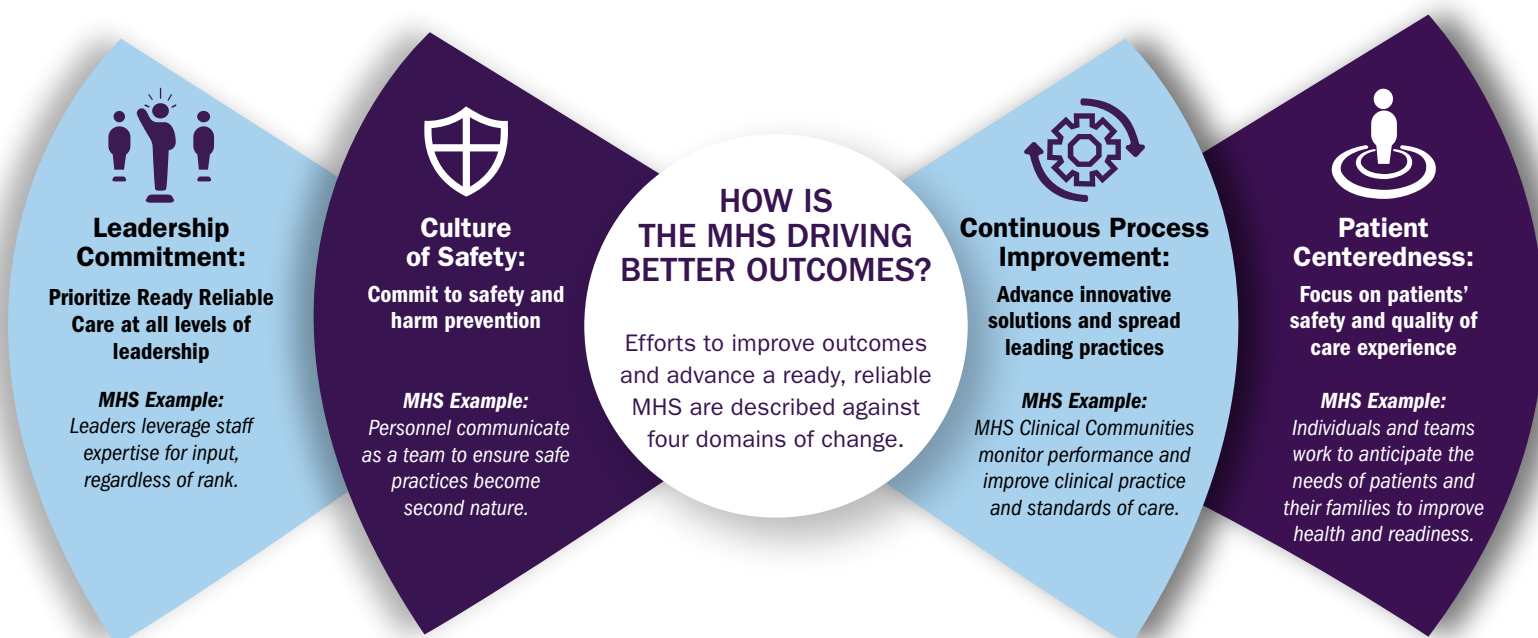 Leadership
Commitment:
Prioritize Ready Reliable
Care at all levels of
leadership
MHS Example:
Leaders leverage staff
expertise for input,
regardless of rank.
Culture
of Safety:
Commit to safety and
harm prevention
MHS Example:
Personnel communicate
as a team to ensure safe
practices become
second nature.
HOW IS
THE MHS DRIVING
BETTER OUTCOMES?
Efforts to improve outcomes
and advance a ready, reliable
MHS are described against
four domains of change.
Continuous Process
Improvement:
Advance innovative
solutions and spread
leading practices
MHS Example:
MHS Clinical Communities
monitor performance and
improve clinical practice
and standards of care.
Patient
Centeredness:
Focus on patients’
safety and quality of
care experience
MHS Example:
Individuals and teams
work to anticipate the
needs of patients and
their families to improve
health and readiness.